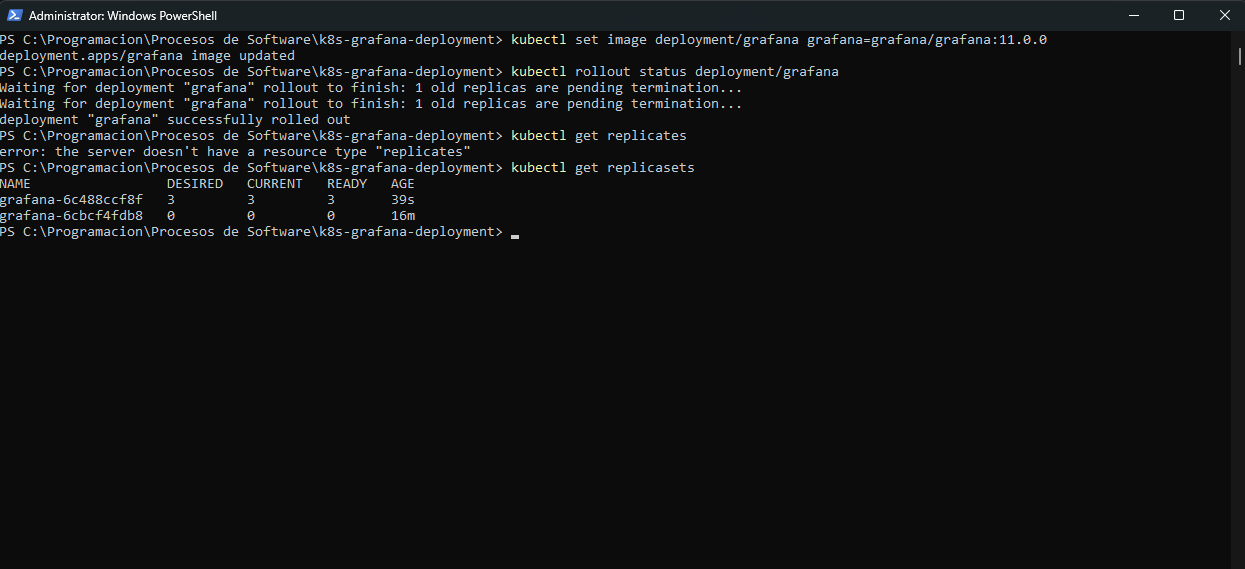 Administrator: Windows PowerShell
PS C:\Programacion\Procesos de Software\k8s-grafana-deployment> kubectl set image deployment/grafana grafana=grafana/grafana:11.0.0
deployment.apps/grafana image updated
PS C:\Programacion\Procesos de Software\k8s-grafana-deployment> kubectl rollout status deployment/grafana
Waiting for deployment "grafana" rollout to finish: 1 old replicas are pending termination...
Waiting for deployment "grafana" rollout to finish: 1 old replicas are pending termination...
deployment "grafana" successfully rolled out
PS C:\Programacion\Procesos de Software\k8s-grafana-deployment> kubectl get replicates
error: the server doesn't have a resource type "replicates"
PS C:\Programacion\Procesos de Software\k8s-grafana-deployment> kubectl get replicasets
NAME                 DESIRED   CURRENT   READY   AGE
grafana-6c488ccf8f   3         3         3       39s
grafana-6cbcf4fdb8   0         0         0       16m
PS C:\Programacion\Procesos de Software\k8s-grafana-deployment>